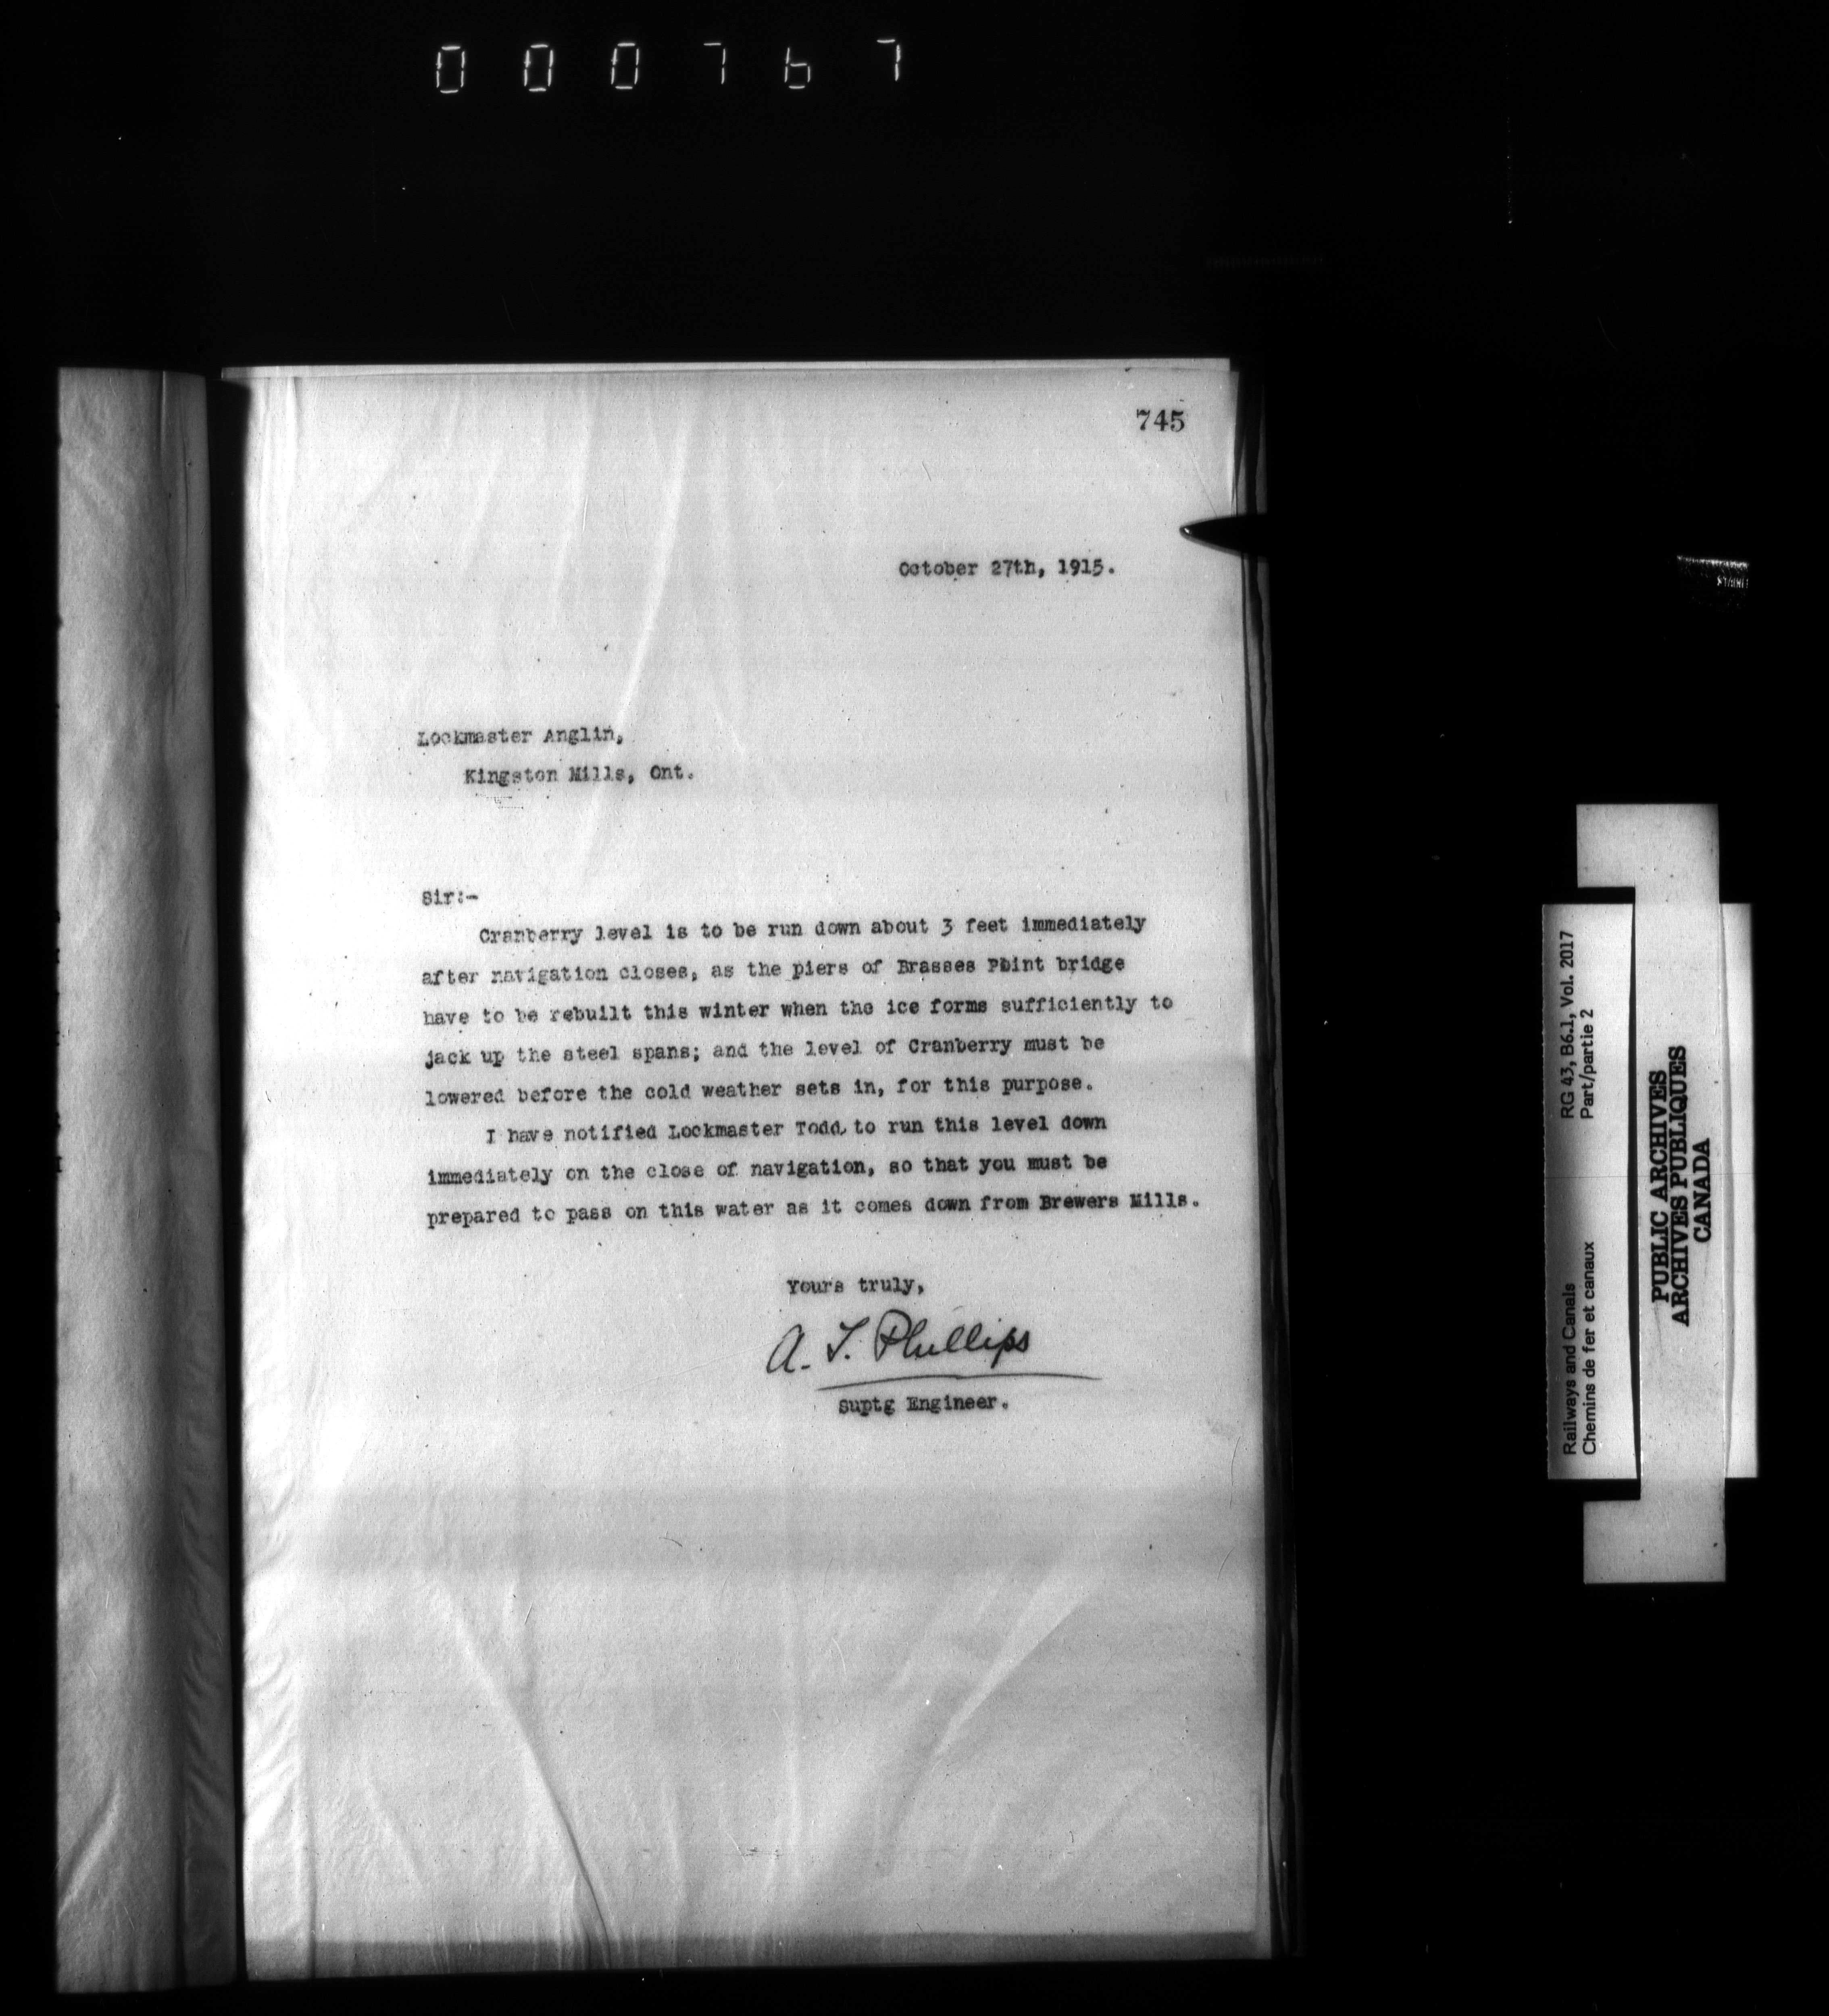 000767
745
October 27th, 1915.
Lockmaster Anglin,
Kingston Mills, Ont.
Sir:-
Cranberry level is to be run down about 3 feet immediately
after navigation closes, as the piers of Brasses Point bridge
have to be rebuilt this winter when the ice forms sufficiently to
jack up the steel spans; and the level of Cranberry must be
lowered before the cold weather sets in, for this purpose.
I have notified Lockmaster Todd, to run this level down
immediately on the close of navigation, so that you must be
prepared to pass on this water as it comes down from Brewers Mills.
Yours truly,
A. T. Phillips
Suptg Engineer.
Railways and Canals
Chemins de fer et canaux
RG 43, B6.1, Vol. 2017
Part/partie 2
PUBLIC ARCHIVES
ARCHIVES PUBLIQUES
CANADA